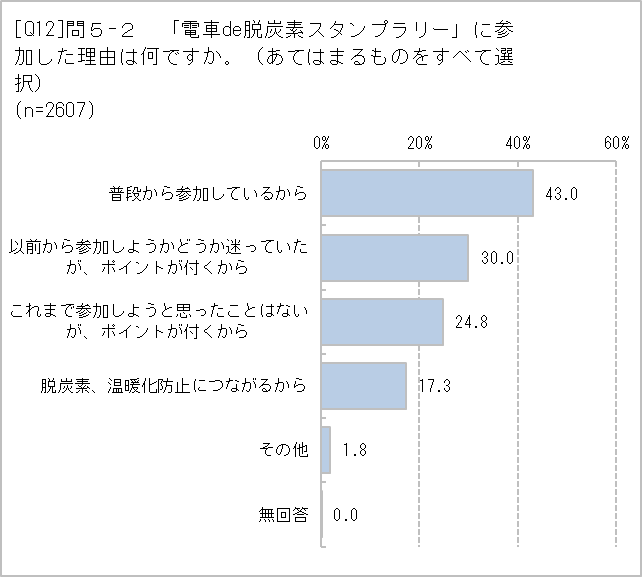 [Q12]問５-２　「電車de脱炭素スタンプラリー」に参
加した理由は何ですか。（あてはまるものをすべて選
択）
(n=2607)
0% 20% 40% 60%
普段から参加しているから 43.0
以前から参加しようかどうか迷っていた
が、ポイントが付くから 30.0
これまで参加しようと思ったことはない
が、ポイントが付くから 24.8
脱炭素、温暖化防止につながるから 17.3
その他 1.8
無回答 0.0